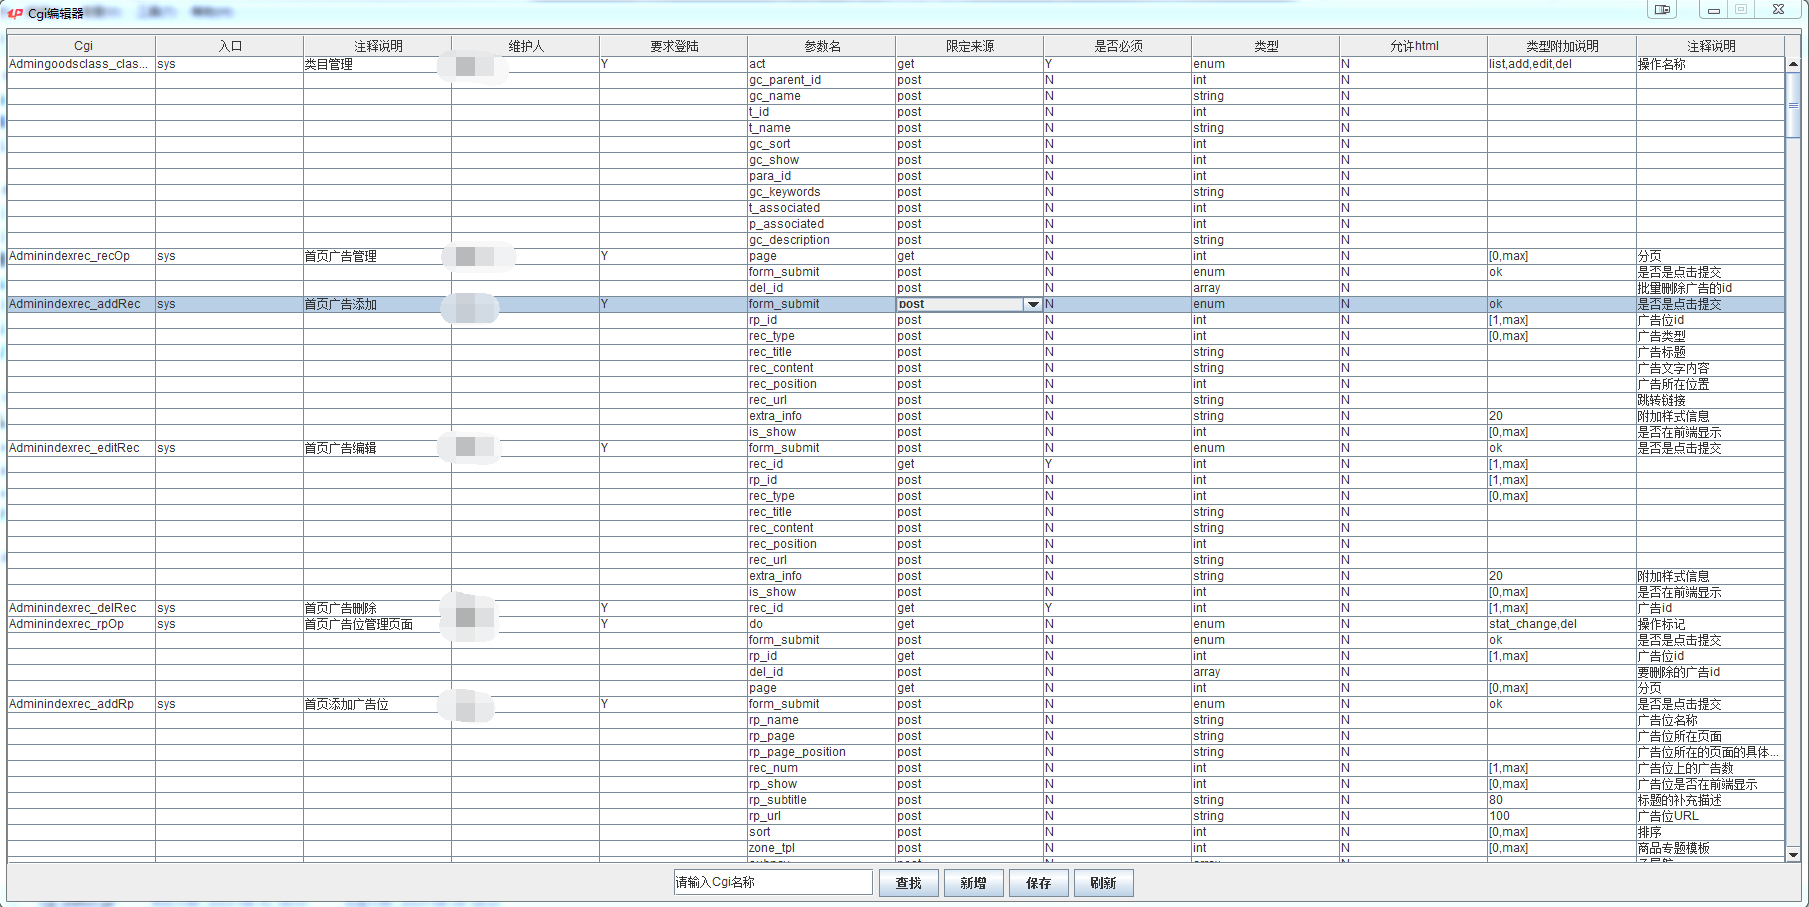 Cgi编辑器
Cgi 入口 注释说明 维护人 要求登陆 参数名 限定来源 是否必须 类型 允许html 类型附加说明 注释说明
Admingoodsclass_clas... sys 类目管理 Y act get Y enum N list,add,edit,del 操作名称
gc_parent_id post N int N
gc_name post N string N
t_id post N int N
t_name post N string N
gc_sort post N int N
gc_show post N int N
para_id post N int N
gc_keywords post N string N
t_associated post N int N
p_associated post N int N
gc_description post N string N
Adminindexrec_recOp sys 首页广告管理 Y page get N int N [0,max] 分页
form_submit post N enum N ok 是否是点击提交
del_id post N array N 批里删除广告的id
Adminindexrec_addRec sys 首页广告添加 Y form_submit post N enum N ok 是否是点击提交
rp_id post N int N [1,max] 广告位id
rec_type post N int N [0,max] 广告类型
rec_title post N string N 广告标题
rec_content post N string N 广告文字内容
rec_position post N int N 广告所在位置
rec_url post N string N 跳转链接
extra_info post N string N 20 附加样式信息
is_show post N int N [0,max] 是否在前端显示
Adminindexrec_editRec sys 首页广告编辑 Y form_submit post N enum N ok 是否是点击提交
rec_id get Y int N [1,max]
rp_id post N int N [1,max]
rec_type post N int N [0,max]
rec_title post N string N
rec_content post N string N
rec_position post N int N
rec_url post N string N
extra_info post N string N 20 附加样式信息
is_show post N int N [0,max] 是否在前端显示
Adminindexrec_delRec sys 首页广告删除 Y rec_id get Y int N [1,max] 广告id
Adminindexrec_rpOp sys 首页广告位管理页面 Y do get N enum N stat_change,del 操作标记
form_submit post N enum N ok 是否是点击提交
rp_id get N int N [1,max] 广告位id
del_id post N array N 要删除的广告id
page get N int N [0,max] 分页
Adminindexrec_addRp sys 首页添加广告位 Y form_submit post N enum N ok 是否是点击提交
rp_name post N string N 广告位名称
rp_page post N string N 广告位所在页面
rp_page_position post N string N 广告位所在的页面的具体...
rec_num post N int N [1,max] 广告位上的广告数
rp_show post N int N [0,max] 广告位是否在前端显示
rp_subtitle post N string N 80 标题的补充描述
rp_url post N string N 100 广告位URL
sort post N int N [0,max] 排序
zone_tpl post N int N [0,max] 商品专题模板
请输入Cgi名称 查找 新增 保存 刷新